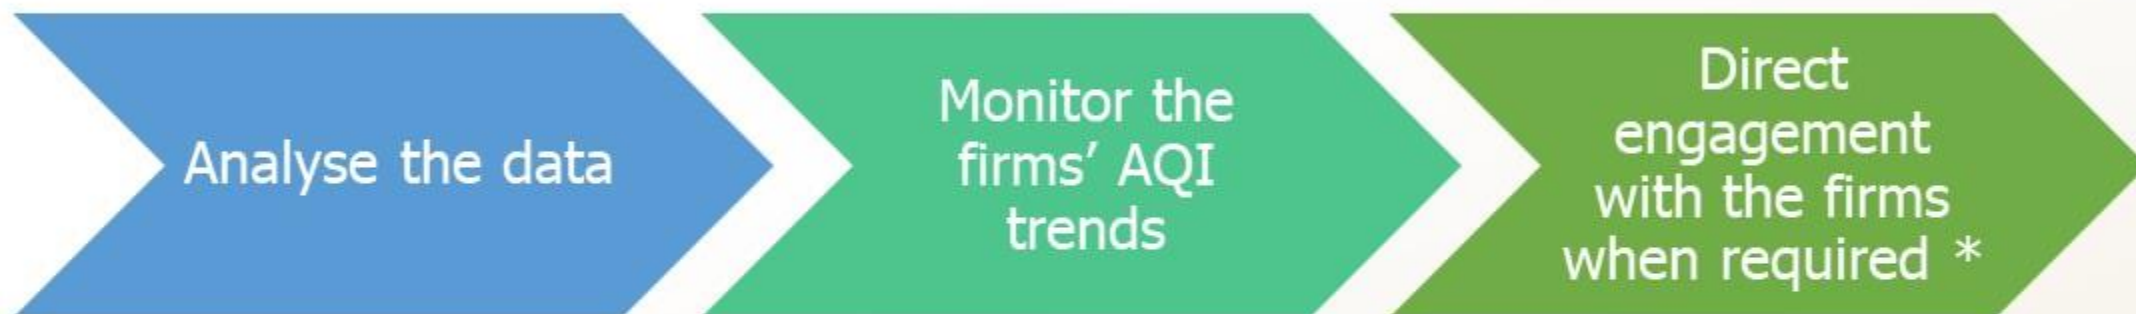 Analyse the data
Monitor the
firms’ AQI
trends
Direct
engagement
with the firms
when required *